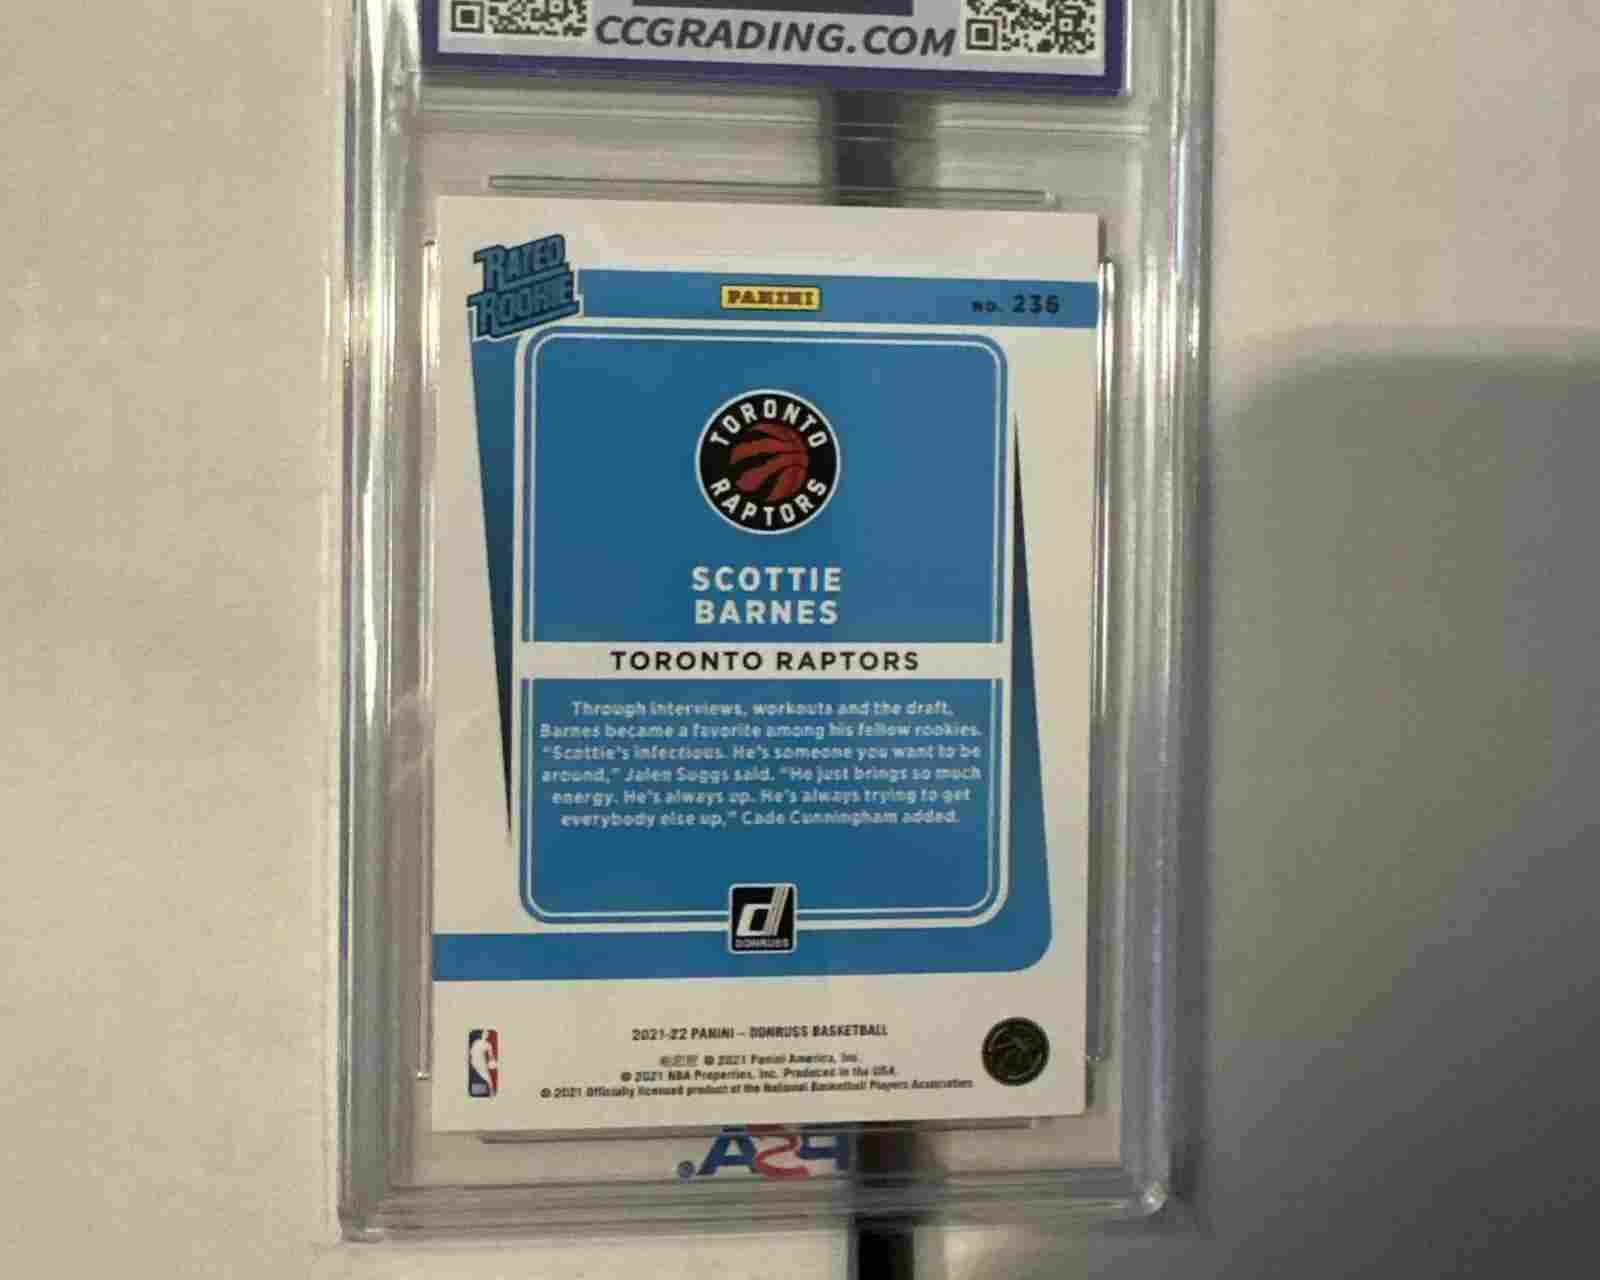 CCGRADING.COM
RATED
ROOKIE
PANINI
NO. 236
TORONTO
RAPTORS
SCOTTIE
BARNES
TORONTO RAPTORS
Through interviews, workouts and the draft,
Barnes became a favorite among his fellow rookies.
"Scottie's infectious. He's someone you want to be
around," Jalen Suggs said. "He just brings so much
energy. He's always up. He's always trying to get
everybody else up," Cade Cunningham added.
d
DONRUSS
2021-22 PANINI – DONRUSS BASKETBALL
© 2021 Panini America, Inc.
© 2021 NBA Properties, Inc. Produced in the USA.
© 2021 Officially licensed product of the National Basketball Players Association
PSA®